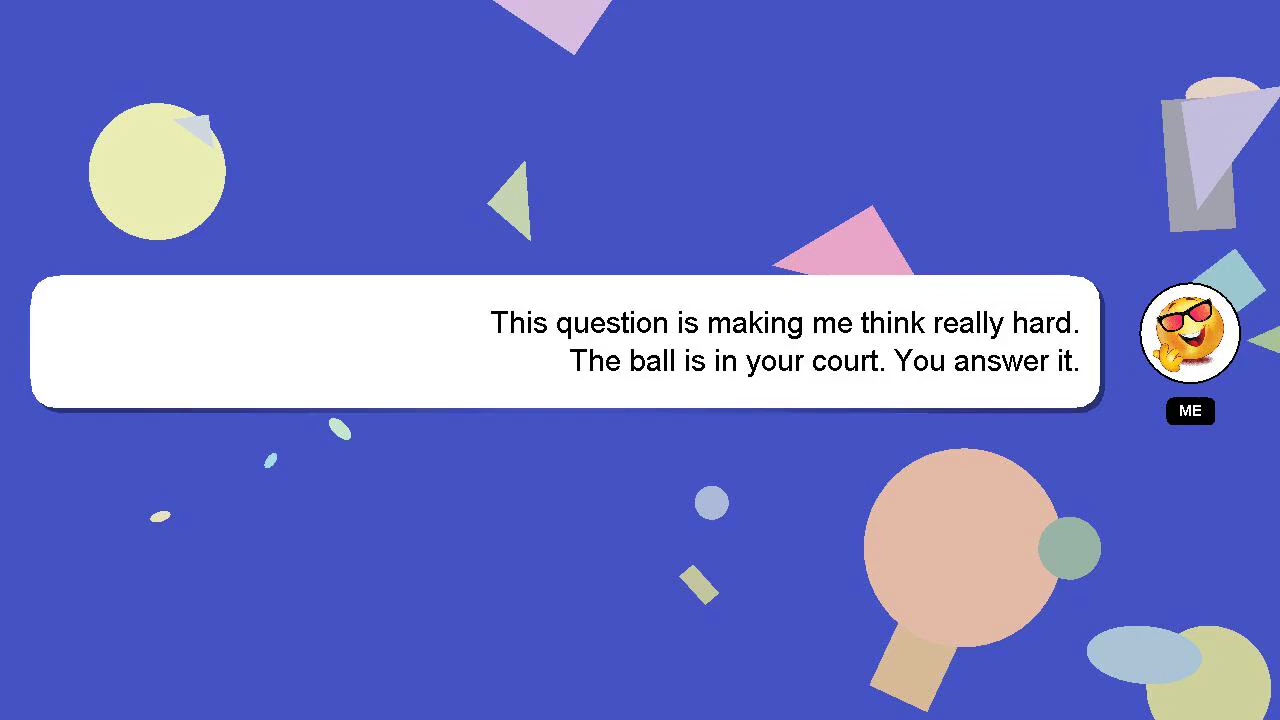 This question is making me think really hard.
The ball is in your court. You answer it.
ME